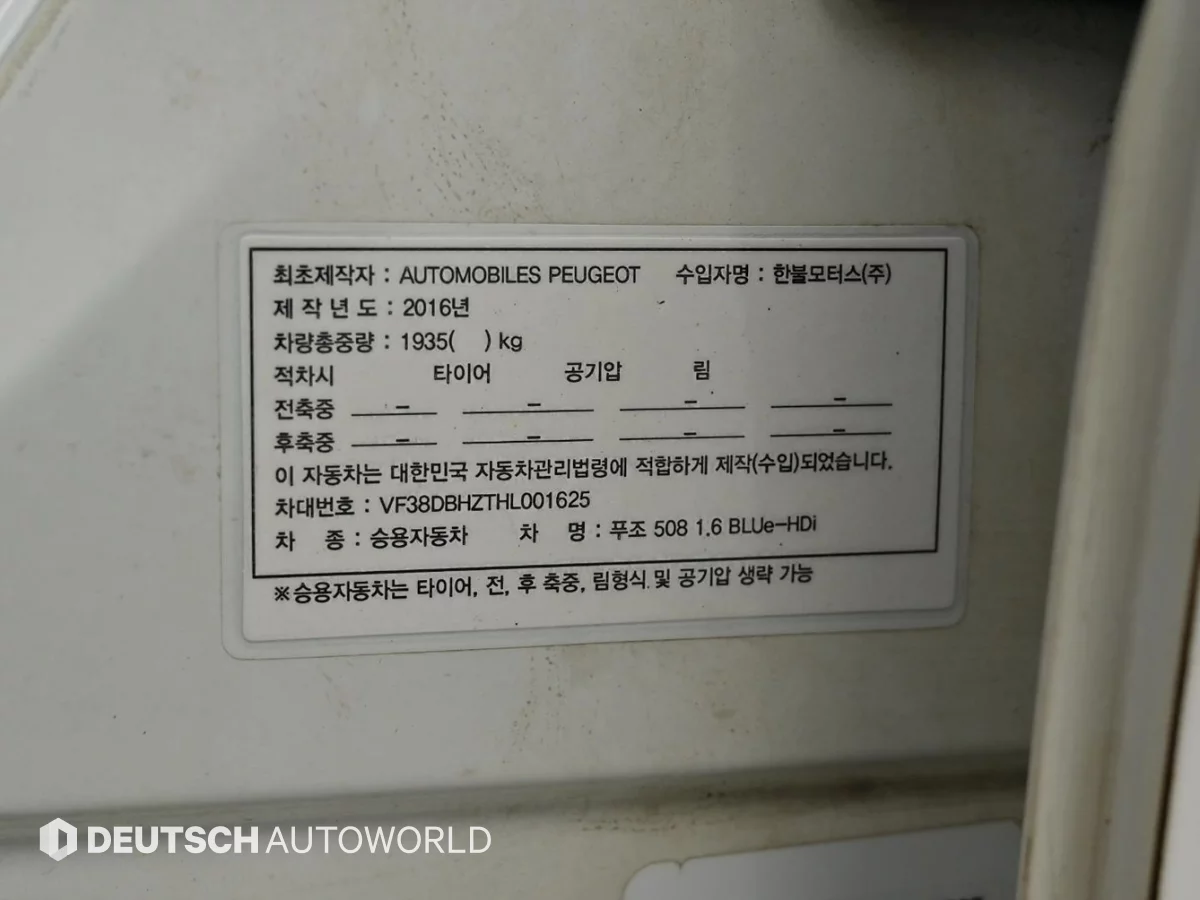 최초제작자 : AUTOMOBILES PEUGEOT 수입자명 : 한불모터스(주)
제 작 년 도 : 2016년
차량총중량 : 1935( ) kg
적차시 타이어 공기압 림
전축중 – – – –
후축중 – – – –
이 자동차는 대한민국 자동차관리법령에 적합하게 제작(수입)되었습니다.
차대번호 : VF38DBHZTHL001625
차 종 : 승용자동차 차 명 : 푸조 508 1.6 BLUe-HDi
※승용자동차는 타이어, 전, 후 축중, 림형식 및 공기압 생략 가능
DEUTSCH AUTOWORLD